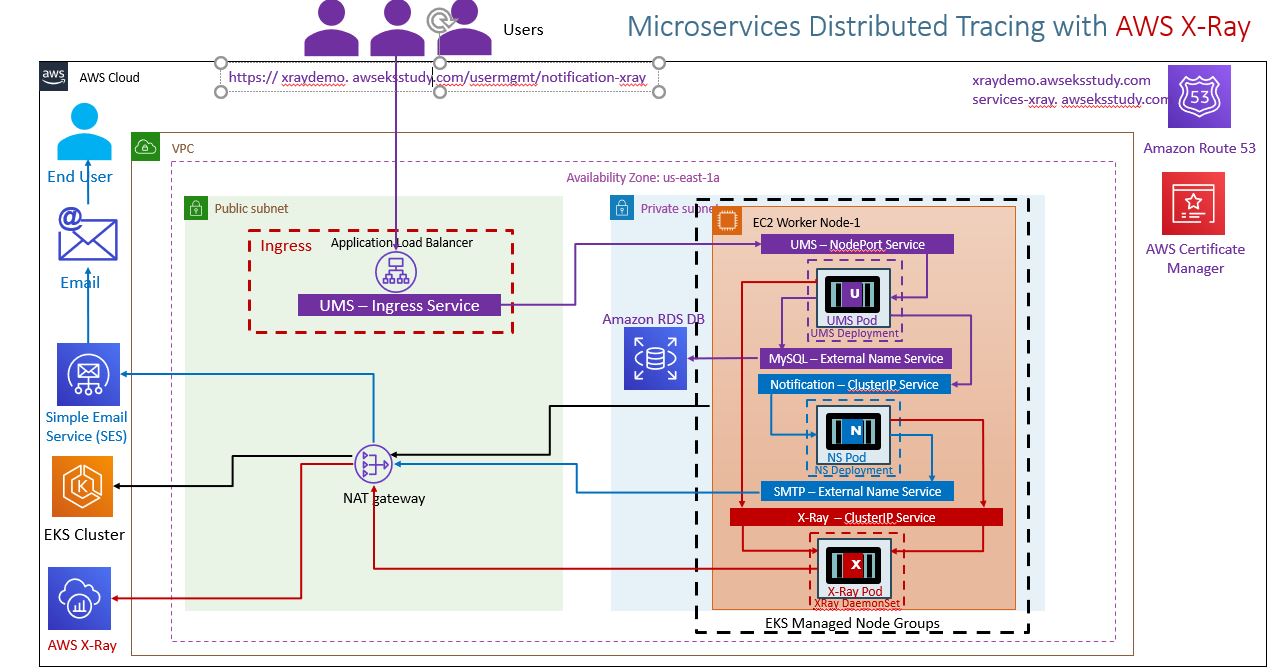 Microservices Distributed Tracing with AWS X-Ray
Users
aws
AWS Cloud
https:// xraydemo. awseksstudy.com/usermgmt/notification-xray
xraydemo.awseksstudy.com
services-xray. awseksstudy.com
53
Amazon Route 53
AWS Certificate
Manager
End User
@
Email
Simple Email
Service (SES)
K
EKS Cluster
AWS X-Ray
VPC
Availability Zone: us-east-1a
Public subnet
Ingress
Application Load Balancer
UMS – Ingress Service
NAT gateway
Private subnet
Amazon RDS DB
EC2 Worker Node-1
UMS – NodePort Service
U
UMS Pod
UMS Deployment
MySQL – External Name Service
Notification – ClusterIP Service
N
NS Pod
NS Deployment
SMTP – External Name Service
X-Ray – ClusterIP Service
X
X-Ray Pod
XRay DaemonSet
EKS Managed Node Groups